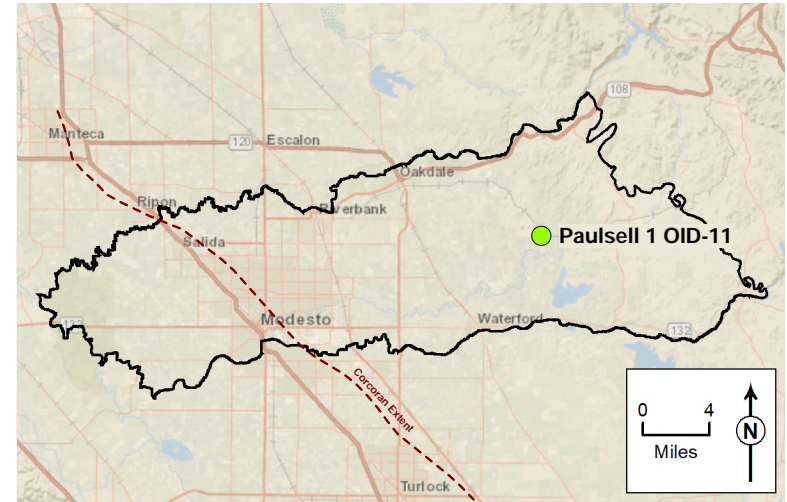 108
Manteca
120
Escalon
Oakdale
Ripon
Riverbank
Paulsell 1 OID-11
Salida
Modesto
Waterford
132
132
Corcoran Extent
0 4
Miles
N
Turlock